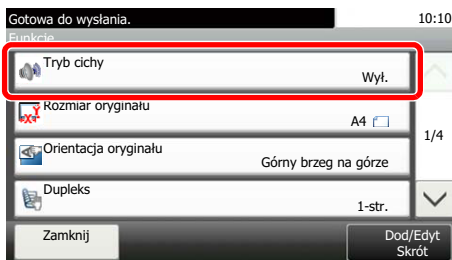 Gotowa do wysłania.
10:10
Funkcje
Tryb cichy
Wył.
Rozmiar oryginału
A4
1/4
Orientacja oryginału
Górny brzeg na górze
Dupleks
1-str.
Zamknij
Dod/Edyt
Skrót